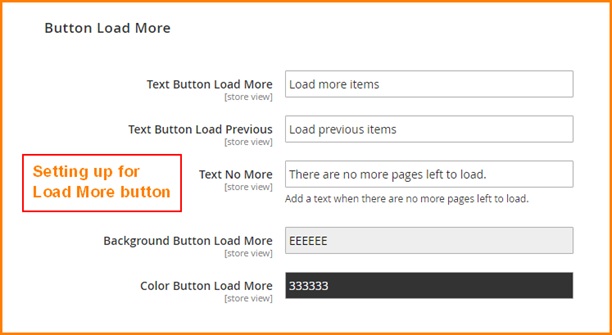 Button Load More
Text Button Load More
Load more items
[store view]
Text Button Load Previous
Load previous items
[store view]
Setting up for
Load More button
Text No More
There are no more pages left to load.
[store view]
Add a text when there are no more pages left to load.
Background Button Load More
EEEEEE
[store view]
Color Button Load More
333333
[store view]